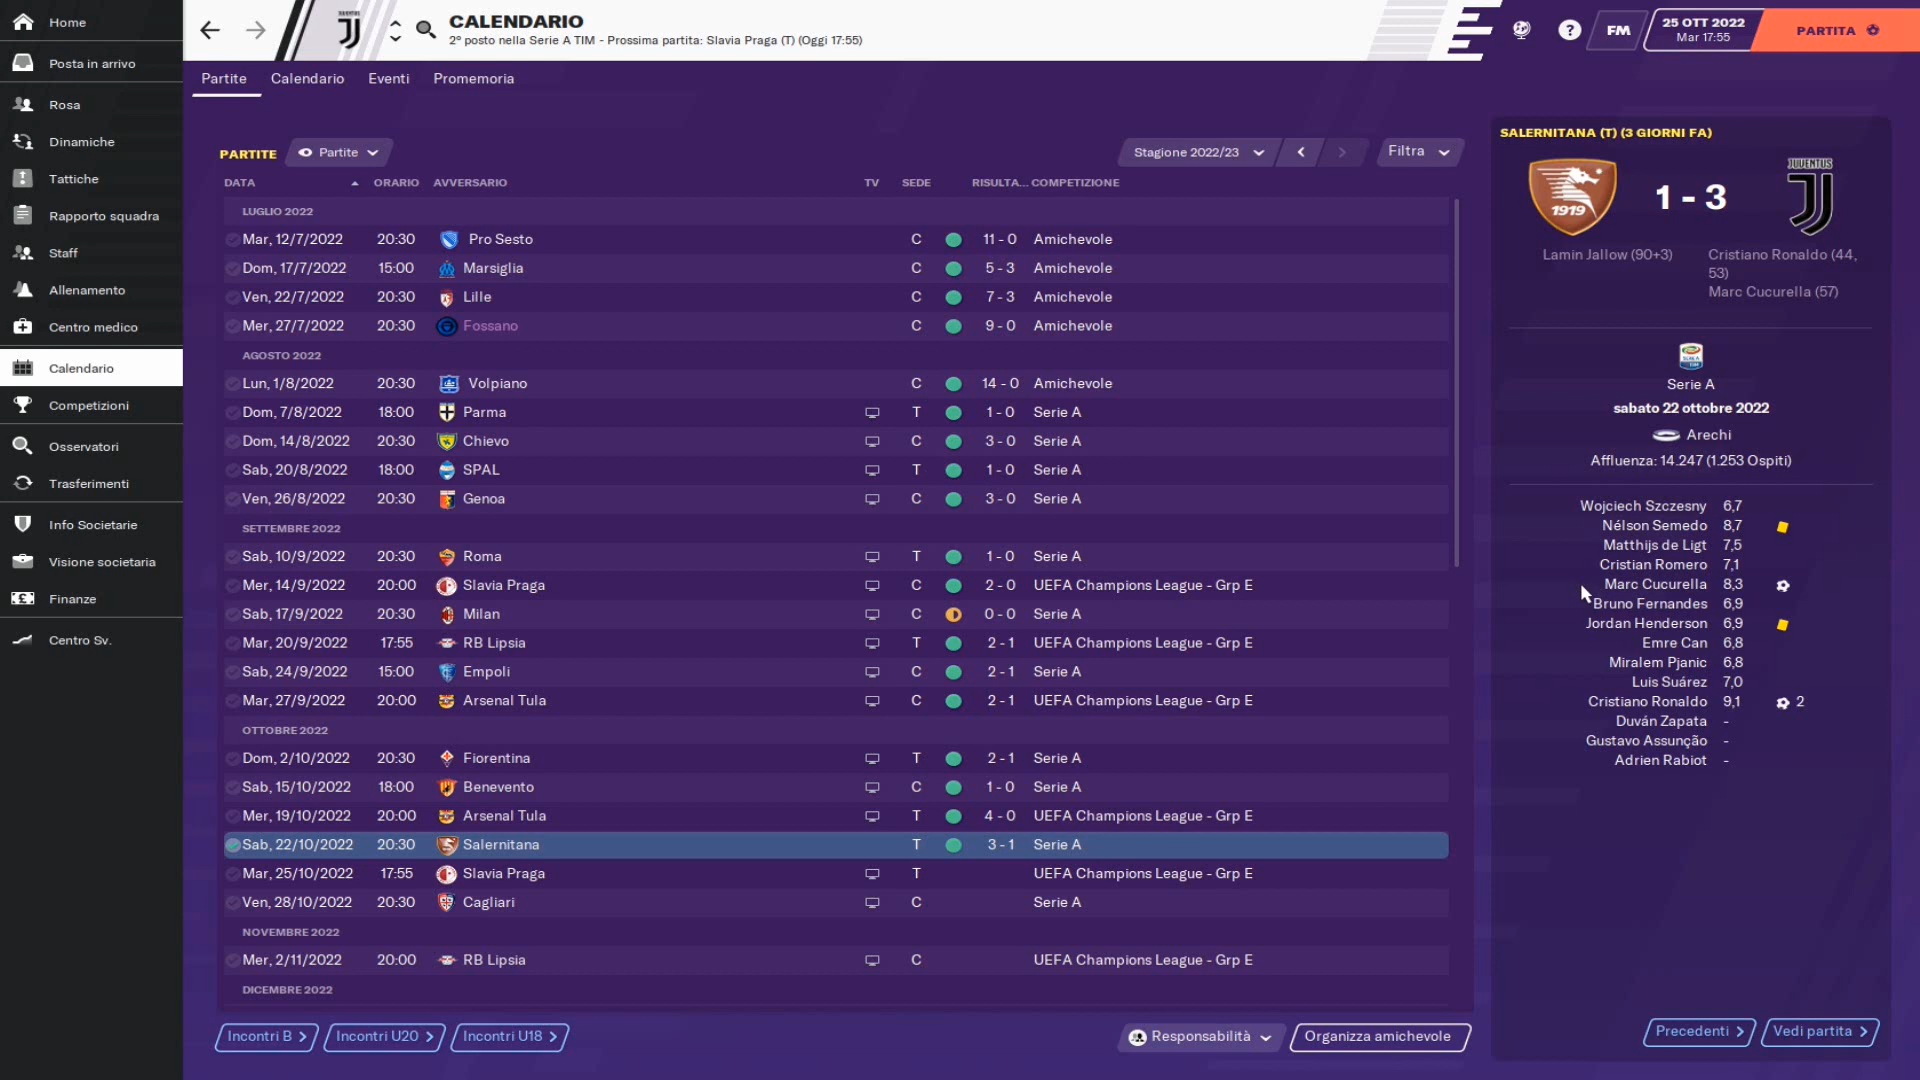 Home
Posta in arrivo
Rosa
Dinamiche
Tattiche
Rapporto squadra
Staff
Allenamento
Centro medico
Calendario
Competizioni
Osservatori
Trasferimenti
Info Societarie
Visione societaria
Finanze
Centro Sv.
JUVENTUS
CALENDARIO
2° posto nella Serie A TIM - Prossima partita: Slavia Praga (T) (Oggi 17:55)
?
FM
25 OTT 2022
Mar 17:55
PARTITA
Partite Calendario Eventi Promemoria
PARTITE Partite Stagione 2022/23 Filtra
DATA ORARIO AVVERSARIO TV SEDE RISULTA... COMPETIZIONE
LUGLIO 2022
Mar, 12/7/2022 20:30 Pro Sesto C 11 - 0 Amichevole
Dom, 17/7/2022 15:00 Marsiglia C 5 - 3 Amichevole
Ven, 22/7/2022 20:30 Lille C 7 - 3 Amichevole
Mer, 27/7/2022 20:30 Fossano C 9 - 0 Amichevole
AGOSTO 2022
Lun, 1/8/2022 20:30 Volpiano C 14 - 0 Amichevole
Dom, 7/8/2022 18:00 Parma T 1 - 0 Serie A
Dom, 14/8/2022 20:30 Chievo C 3 - 0 Serie A
Sab, 20/8/2022 18:00 SPAL T 1 - 0 Serie A
Ven, 26/8/2022 20:30 Genoa C 3 - 0 Serie A
SETTEMBRE 2022
Sab, 10/9/2022 20:30 Roma T 1 - 0 Serie A
Mer, 14/9/2022 20:00 Slavia Praga C 2 - 0 UEFA Champions League - Grp E
Sab, 17/9/2022 20:30 Milan C 0 - 0 Serie A
Mar, 20/9/2022 17:55 RB Lipsia T 2 - 1 UEFA Champions League - Grp E
Sab, 24/9/2022 15:00 Empoli C 2 - 1 Serie A
Mar, 27/9/2022 20:00 Arsenal Tula C 2 - 1 UEFA Champions League - Grp E
OTTOBRE 2022
Dom, 2/10/2022 20:30 Fiorentina T 2 - 1 Serie A
Sab, 15/10/2022 18:00 Benevento C 1 - 0 Serie A
Mer, 19/10/2022 20:00 Arsenal Tula T 4 - 0 UEFA Champions League - Grp E
Sab, 22/10/2022 20:30 Salernitana T 3 - 1 Serie A
Mar, 25/10/2022 17:55 Slavia Praga T UEFA Champions League - Grp E
Ven, 28/10/2022 20:30 Cagliari C Serie A
NOVEMBRE 2022
Mer, 2/11/2022 20:00 RB Lipsia C UEFA Champions League - Grp E
DICEMBRE 2022
Incontri B Incontri U20 Incontri U18 Responsabilità Organizza amichevole
SALERNITANA (T) (3 GIORNI FA)
1919
1 - 3
JUVENTUS
Lamin Jallow (90+3)
Cristiano Ronaldo (44,
53)
Marc Cucurella (57)
Serie A
sabato 22 ottobre 2022
Arechi
Affluenza: 14.247 (1.253 Ospiti)
Wojciech Szczesny 6,7
Nélson Semedo 8,7
Matthijs de Ligt 7,5
Cristian Romero 7,1
Marc Cucurella 8,3
Bruno Fernandes 6,9
Jordan Henderson 6,9
Emre Can 6,8
Miralem Pjanic 6,8
Luis Suárez 7,0
Cristiano Ronaldo 9,1 2
Duván Zapata -
Gustavo Assunção -
Adrien Rabiot -
Precedenti Vedi partita